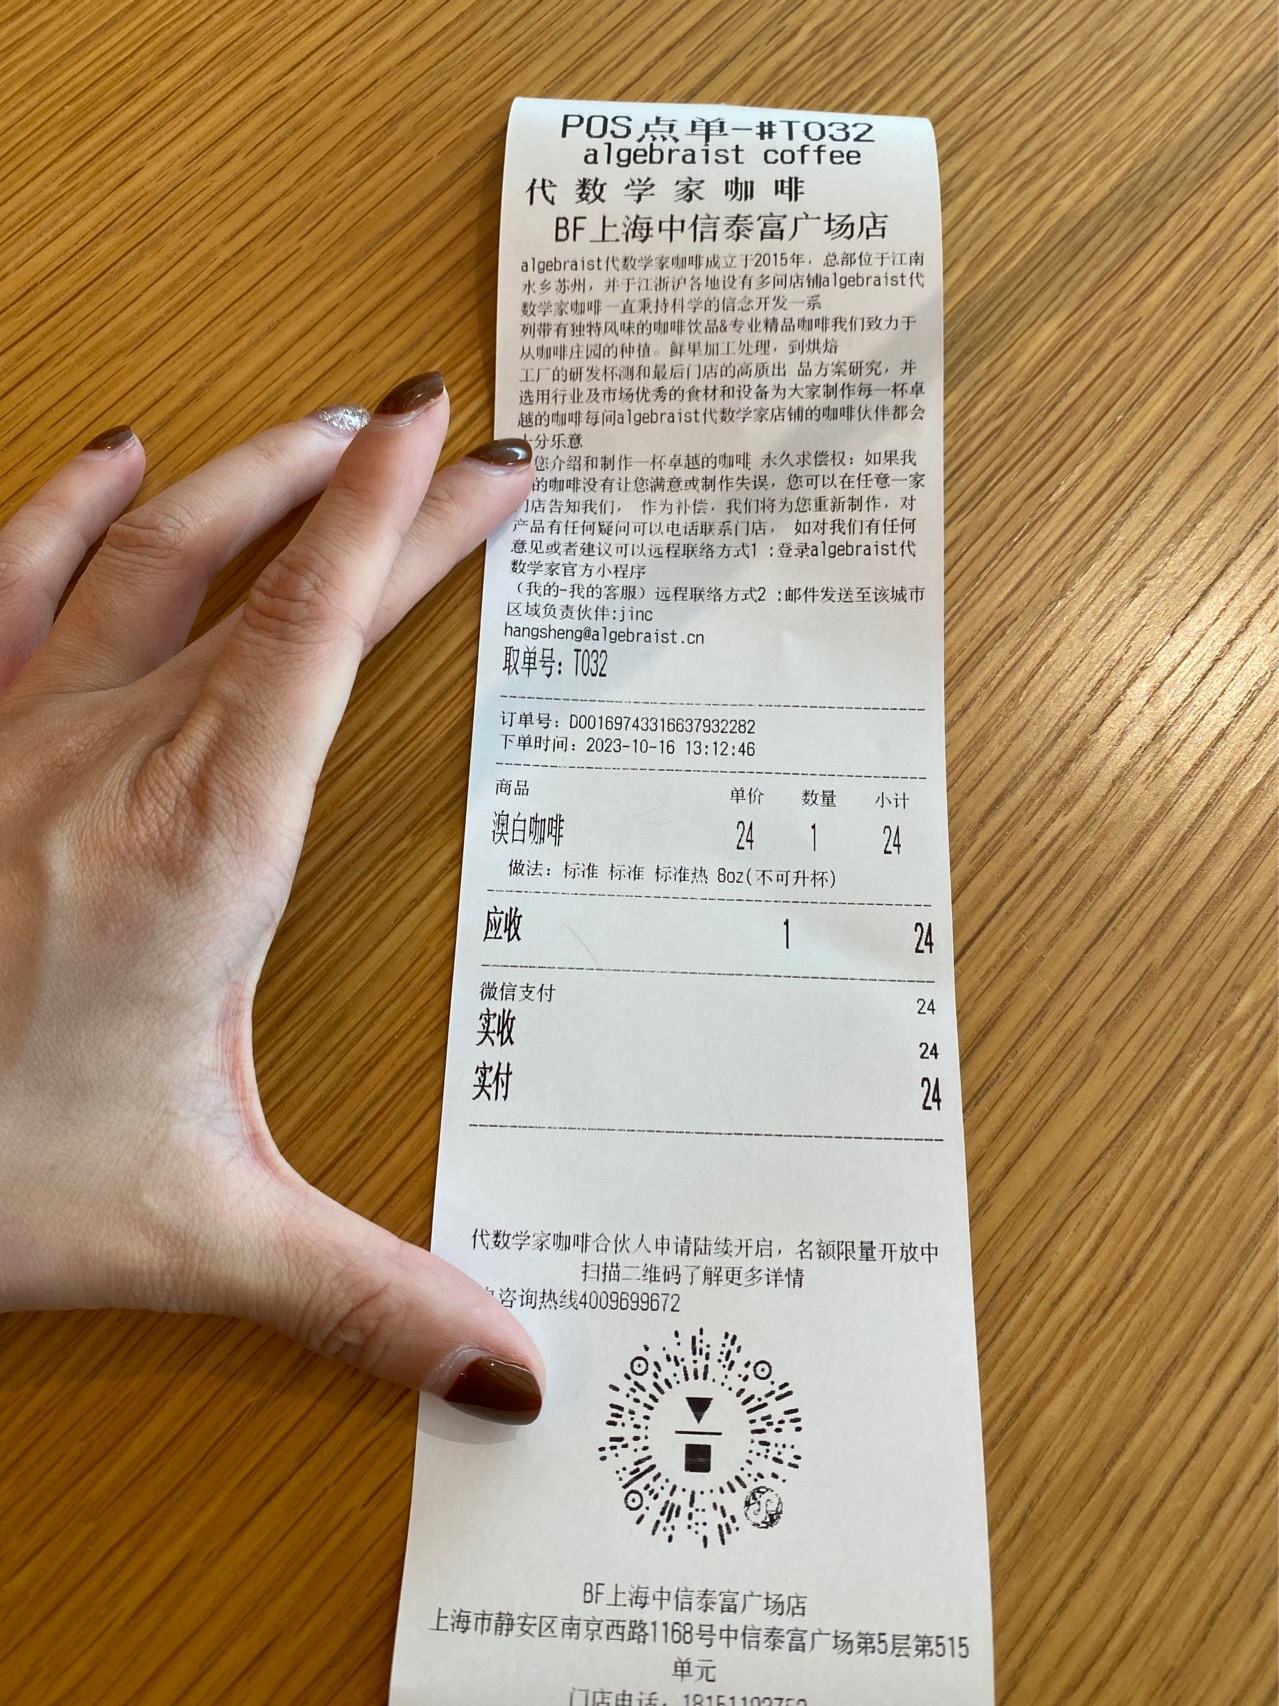 POS点单-#T032
algebraist coffee
代数学家咖啡
BF上海中信泰富广场店
algebraist代数学家咖啡成立于2015年，总部位于江南
水乡苏州，并于江浙沪各地设有多间店铺algebraist代
数学家咖啡一直秉持科学的信念开发一系
列带有独特风味的咖啡饮品&专业精品咖啡我们致力于
从咖啡庄园的种植。鲜果加工处理，到烘焙
工厂的研发杯测和最后门店的高质出 品方案研究，并
选用行业及市场优秀的食材和设备为大家制作每一杯卓
越的咖啡每间algebraist代数学家店铺的咖啡伙伴都会
十分乐意
您介绍和制作一杯卓越的咖啡 永久求偿权：如果我
的咖啡没有让您满意或制作失误，您可以在任意一家
门店告知我们， 作为补偿，我们将为您重新制作，对
产品有任何疑问可以电话联系门店， 如对我们有任何
意见或者建议可以远程联络方式1 :登录algebraist代
数学家官方小程序
（我的-我的客服）远程联络方式2 :邮件发送至该城市
区域负责伙伴:jinc
hangsheng@algebraist.cn
取单号：T032
订单号：D00169743316637932282
下单时间：2023-10-16 13:12:46
商品 单价 数量 小计
澳白咖啡 24 1 24
做法：标准 标准 标准热 8oz(不可升杯)
应收 1 24
微信支付 24
实收 24
实付 24
代数学家咖啡合伙人申请陆续开启，名额限量开放中
扫描二维码了解更多详情
咨询热线4009699672
BF上海中信泰富广场店
上海市静安区南京西路1168号中信泰富广场第5层第515
单元
门店电话：